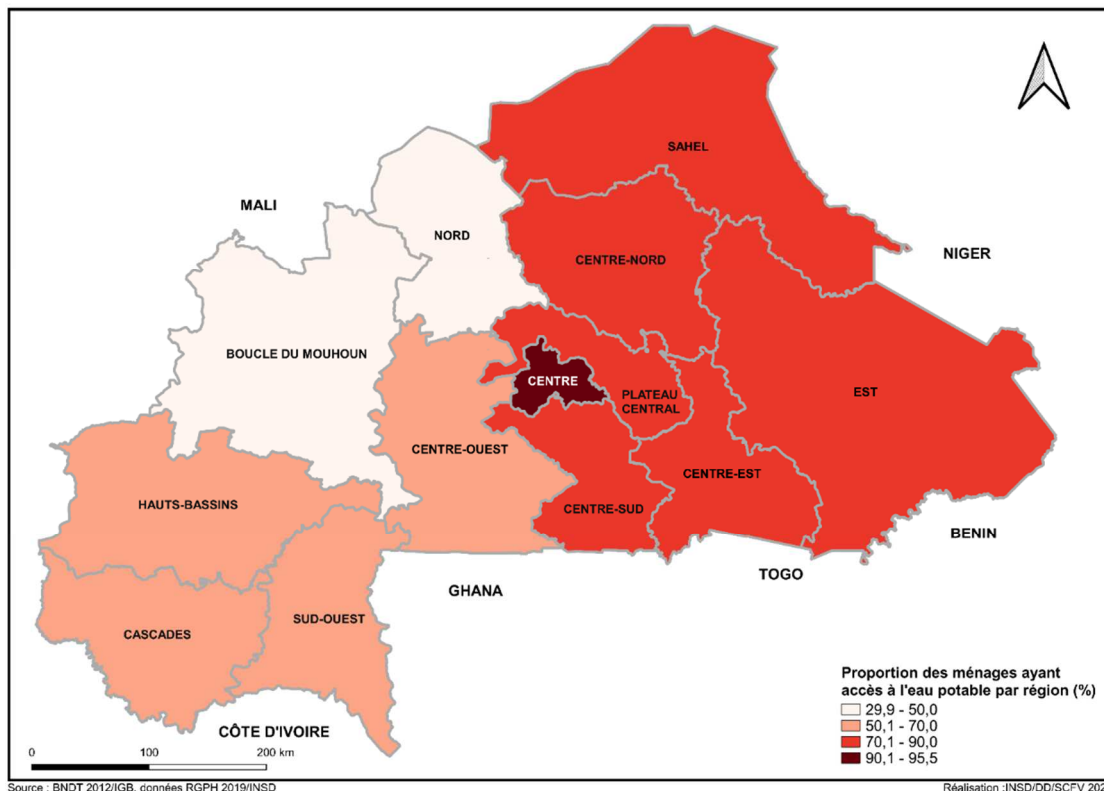 SAHEL
MALI
NORD
NIGER
CENTRE-NORD
BOUCLE DU MOUHOUN
CENTRE
PLATEAU
CENTRAL
EST
CENTRE-OUEST
CENTRE-EST
HAUTS-BASSINS
CENTRE-SUD
BENIN
TOGO
GHANA
SUD-OUEST
CASCADES
CÔTE D'IVOIRE
0 100 200 km
Proportion des ménages ayant
accès à l'eau potable par région (%)
29,9 - 50,0
50,1 - 70,0
70,1 - 90,0
90,1 - 95,5
Source : BNDT 2012/IGB, données RGPH 2019/INSD
Réalisation :INSD/DD/SCFV